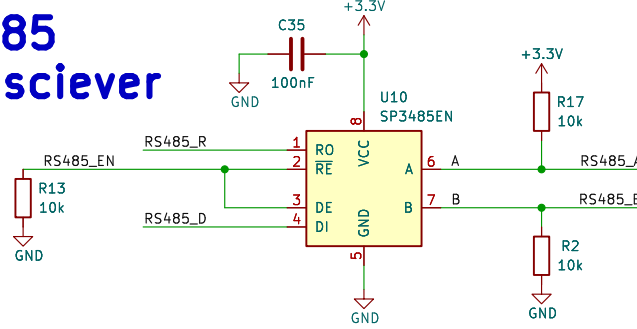 85
sciever
+3.3V
C35
100nF
GND
U10
SP3485EN
+3.3V
R17
10k
8
VCC
RS485_R
1
RO
RS485_EN
2
RE
A
6
A
RS485_A
R13
10k
3
DE
B
7
B
RS485_B
RS485_D
4
DI
GND
5
GND
GND
R2
10k
GND